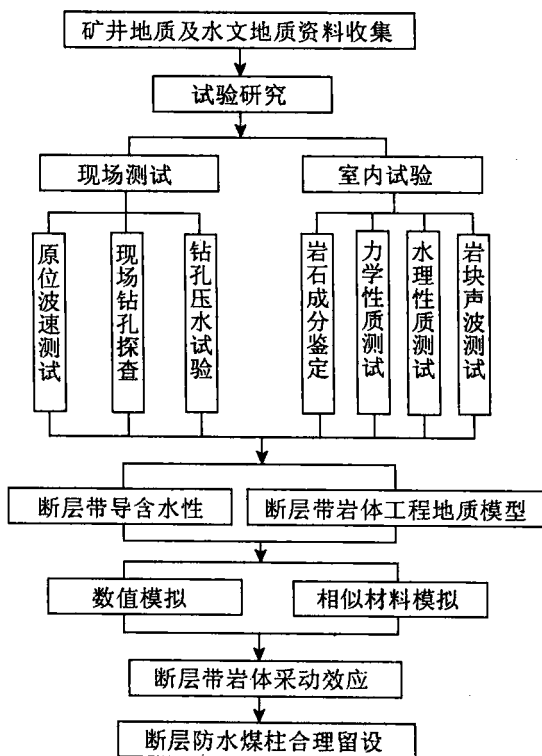 矿井地质及水文地质资料收集
试验研究
现场测试
室内试验
原位波速测试
现场钻孔探查
钻孔压水试验
岩石成分鉴定
力学性质测试
水理性质测试
岩块声波测试
断层带导含水性
断层带岩体工程地质模型
数值模拟
相似材料模拟
断层带岩体采动效应
断层防水煤柱合理留设